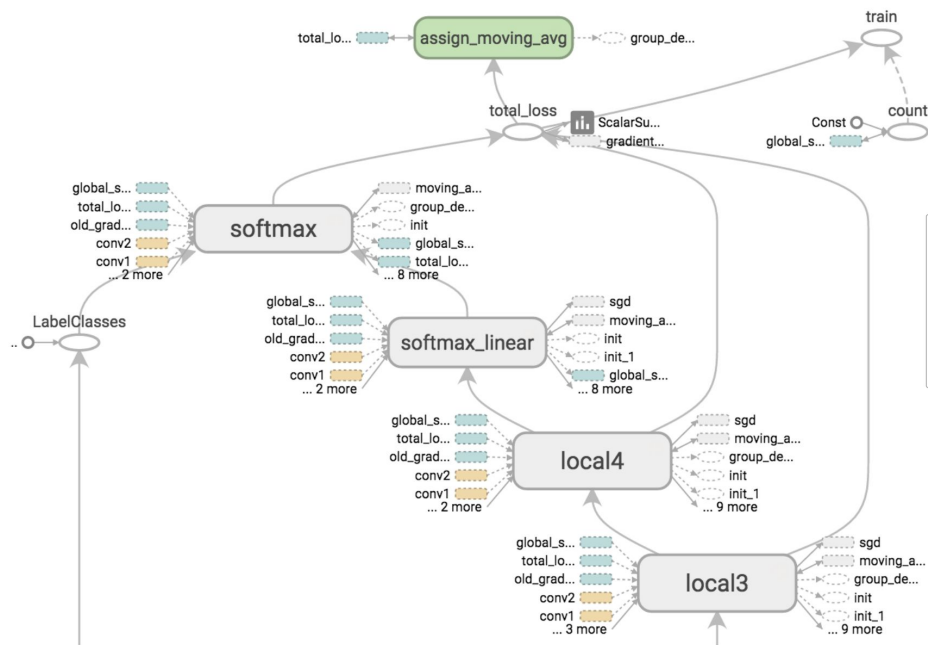 train
total_lo...
assign_moving_avg
group_de...
total_loss
ScalarSu...
gradient...
Const
count
global_s...
global_s...
total_lo...
old_grad...
conv2
conv1
... 2 more
softmax
moving_a...
group_de...
init
global_s...
total_lo...
... 8 more
LabelClasses
..
global_s...
total_lo...
old_grad...
conv2
conv1
... 2 more
softmax_linear
sgd
moving_a...
init
init_1
global_s...
... 8 more
global_s...
total_lo...
old_grad...
conv2
conv1
... 2 more
local4
sgd
moving_a...
group_de...
init
init_1
... 9 more
global_s...
total_lo...
old_grad...
conv2
conv1
... 3 more
local3
sgd
moving_a...
group_de...
init
init_1
... 9 more